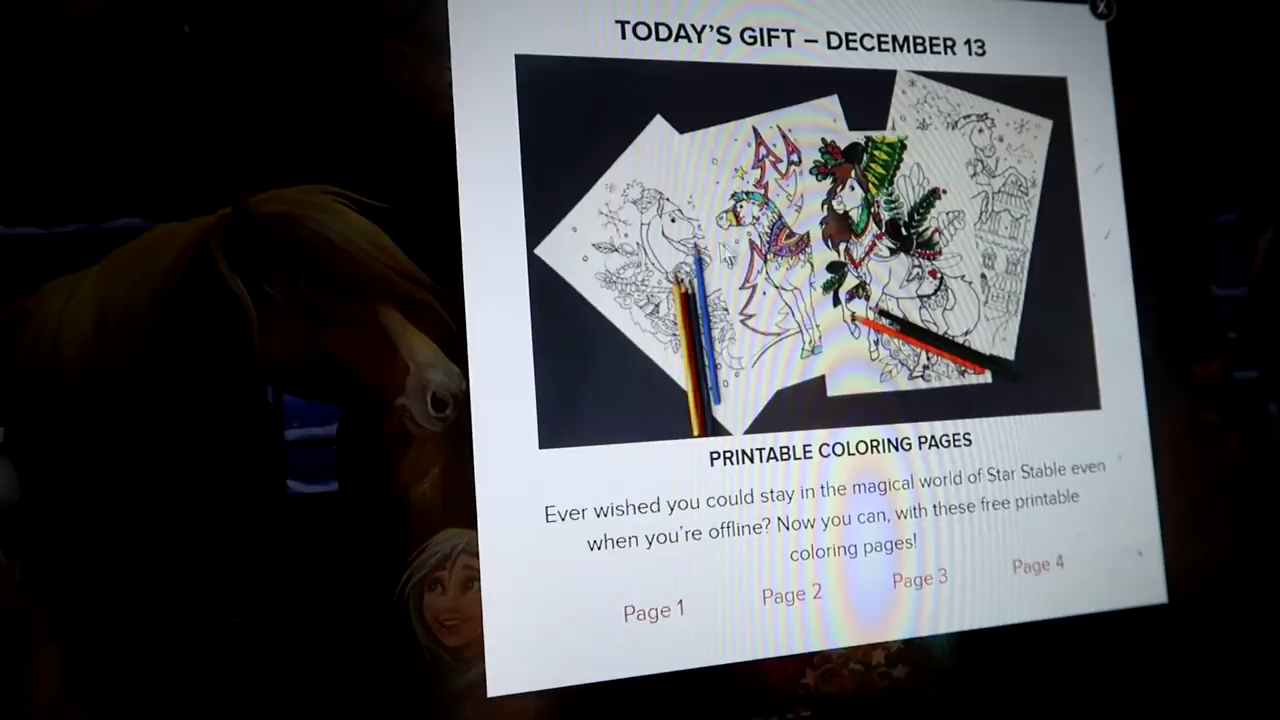 TODAY'S GIFT – DECEMBER 13
PRINTABLE COLORING PAGES
Ever wished you could stay in the magical world of Star Stable even
when you're offline? Now you can, with these free printable
coloring pages!
Page 1 Page 2 Page 3 Page 4